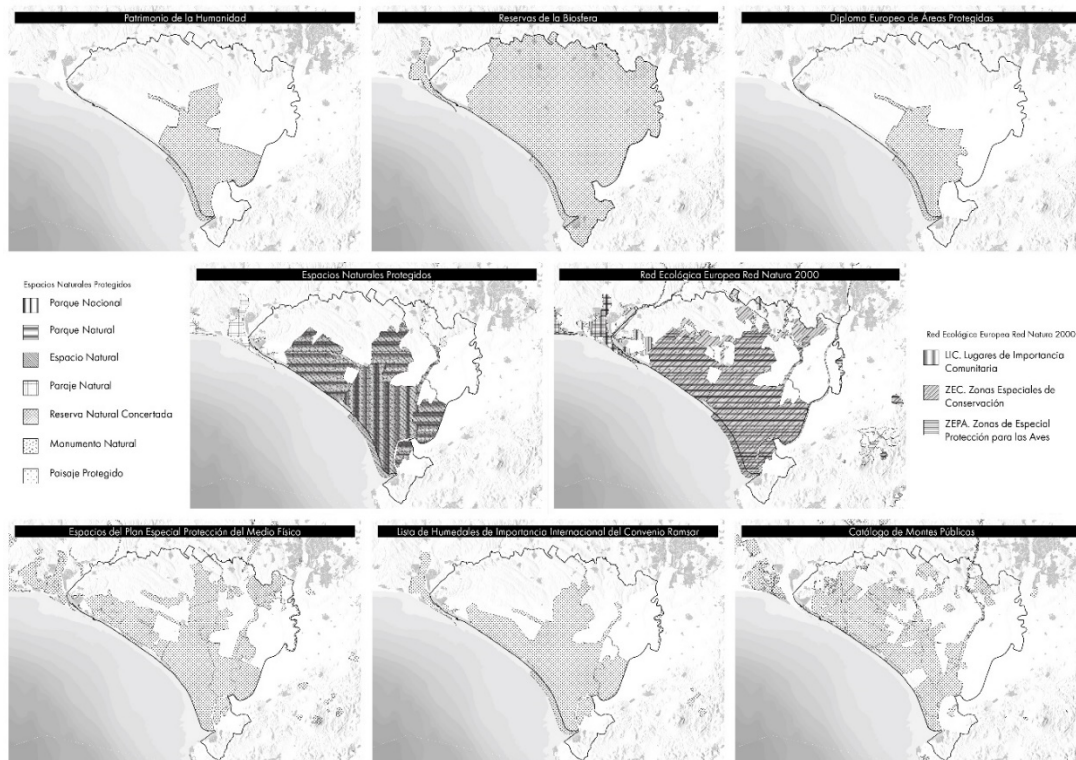 Patrimonio de la Humanidad
Reservas de la Biosfera
Diploma Europeo de Áreas Protegidas
Espacios Naturales Protegidos
Parque Nacional
Parque Natural
Espacio Natural
Paraje Natural
Reserva Natural Concertada
Monumento Natural
Paisaje Protegido
Espacios Naturales Protegidos
Red Ecológica Europea Red Natura 2000
Red Ecológica Europea Red Natura 2000
LIC. Lugares de Importancia
Comunitaria
ZEC. Zonas Especiales de
Conservación
ZEPA. Zonas de Especial
Protección para las Aves
Espacios del Plan Especial Protección del Medio Física
Lista de Humedales de Importancia Internacional del Convenio Ramsar
Catálogo de Montes Públicos